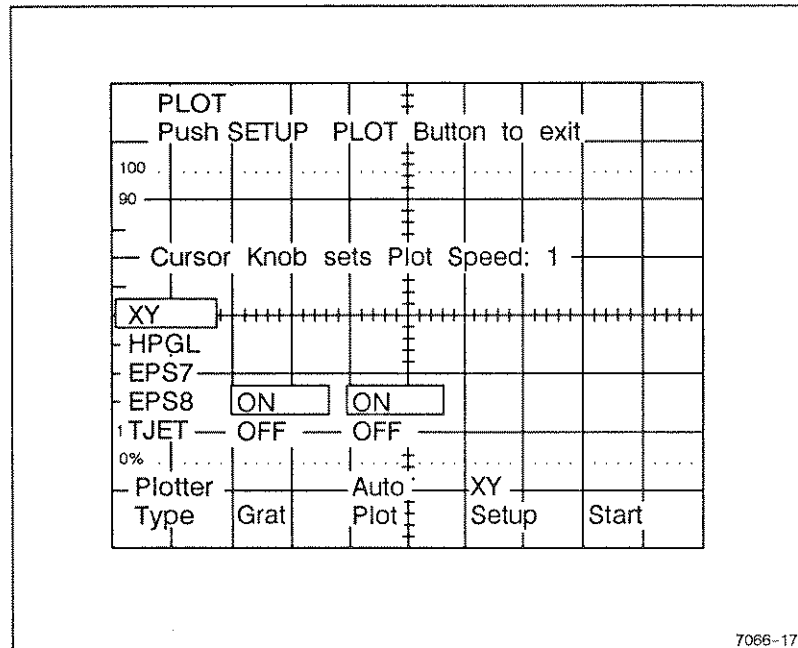 PLOT
Push SETUP PLOT Button to exit
100
90
Cursor Knob sets Plot Speed: 1
XY
HPGL
EPS7
EPS8 ON ON
1 TJET OFF OFF
0%
Plotter Auto XY
Type Grat Plot Setup Start
7066-17